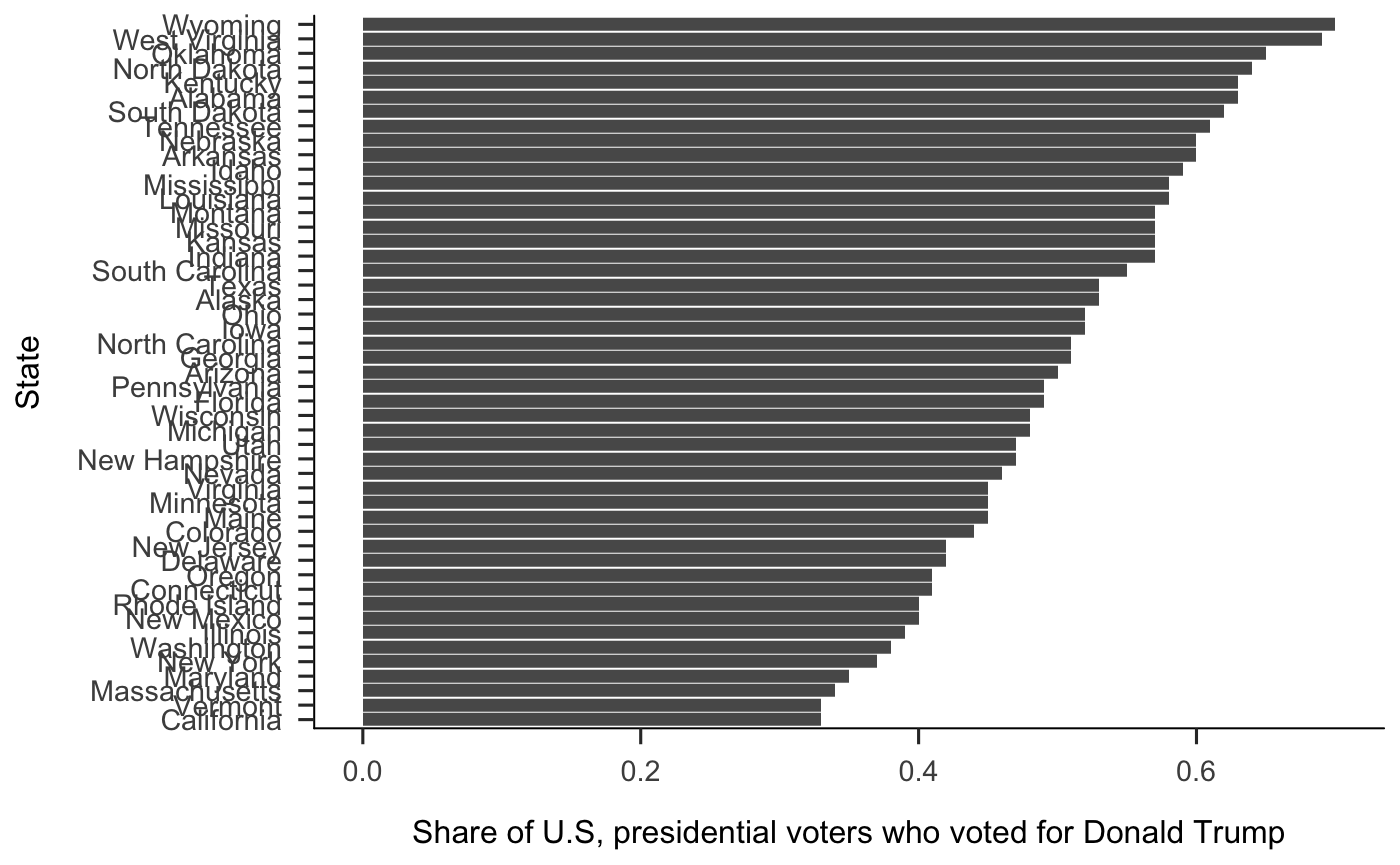 Wyoming
West Virginia
Oklahoma
North Dakota
Kentucky
Alabama
South Dakota
Tennessee
Nebraska
Arkansas
Idaho
Mississippi
Louisiana
Montana
Missouri
Kansas
Indiana
South Carolina
Texas
Alaska
Ohio
Iowa
North Carolina
Georgia
Arizona
Pennsylvania
Florida
Wisconsin
Michigan
Utah
New Hampshire
Nevada
Virginia
Minnesota
Maine
Colorado
New Jersey
Delaware
Oregon
Connecticut
Rhode Island
New Mexico
Illinois
Washington
New York
Maryland
Massachusetts
Vermont
California
State
0.0 0.2 0.4 0.6
Share of U.S, presidential voters who voted for Donald Trump